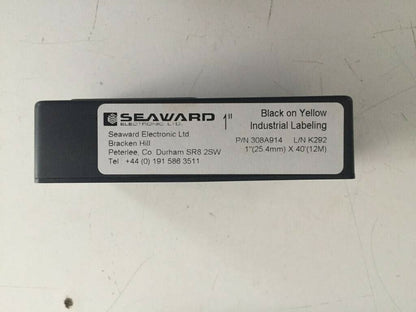 SEAWARD
ELECTRONIC LTD.
1"
Seaward Electronic Ltd
Bracken Hill
Peterlee, Co. Durham SR8 2SW
Tel +44 (0) 191 586 3511
Black on Yellow
Industrial Labeling
P/N 308A914 L/N K292
1"(25.4mm) X 40'(12M)